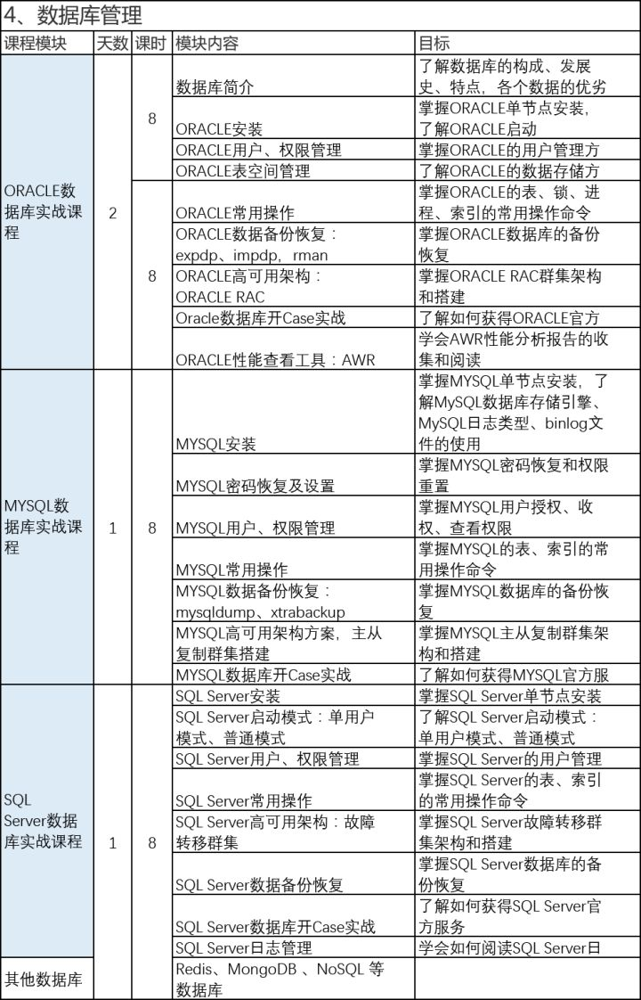 4、数据库管理
课程模块 天数 课时 模块内容 目标
ORACLE数
据库实战课
程
2
8
数据库简介
了解数据库的构成、发展
史、特点，各个数据的优劣
ORACLE安装
掌握ORACLE单节点安装，
了解ORACLE启动
ORACLE用户、权限管理
掌握ORACLE的用户管理方
ORACLE表空间管理
了解ORACLE的数据存储方
8
ORACLE常用操作
掌握ORACLE的表、锁、进
程、索引的常用操作命令
ORACLE数据备份恢复：
expdp、impdp，rman
掌握ORACLE数据库的备份
恢复
ORACLE高可用架构：
ORACLE RAC
掌握ORACLE RAC群集架构
和搭建
Oracle数据库开Case实战
了解如何获得ORACLE官方
ORACLE性能查看工具：AWR
学会AWR性能分析报告的收
集和阅读
MYSQL数
据库实战课
程
1
8
MYSQL安装
掌握MYSQL单节点安装，了
解MySQL数据库存储引擎、
MySQL日志类型、binlog文
件的使用
MYSQL密码恢复及设置
掌握MYSQL密码恢复和权限
重置
MYSQL用户、权限管理
掌握MYSQL用户授权、收
权、查看权限
MYSQL常用操作
掌握MYSQL的表、索引的常
用操作命令
MYSQL数据备份恢复：
mysqldump、xtrabackup
掌握MYSQL数据库的备份恢
复
MYSQL高可用架构方案，主从
复制群集搭建
掌握MYSQL主从复制群集架
构和搭建
MYSQL数据库开Case实战
了解如何获得MYSQL官方服
SQL
Server数据
库实战课程
1
8
SQL Server安装
掌握SQL Server单节点安装
SQL Server启动模式：单用户
模式、普通模式
了解SQL Server启动模式：
单用户模式、普通模式
SQL Server用户、权限管理
掌握SQL Server的用户管理
SQL Server常用操作
掌握SQL Server的表、索引
的常用操作命令
SQL Server高可用架构：故障
转移群集
掌握SQL Server故障转移群
集架构和搭建
SQL Server数据备份恢复
掌握SQL Server数据库的备
份恢复
SQL Server数据库开Case实战
了解如何获得SQL Server官
方服务
SQL Server日志管理
学会如何阅读SQL Server日
其他数据库
Redis、MongoDB 、NoSQL 等
数据库